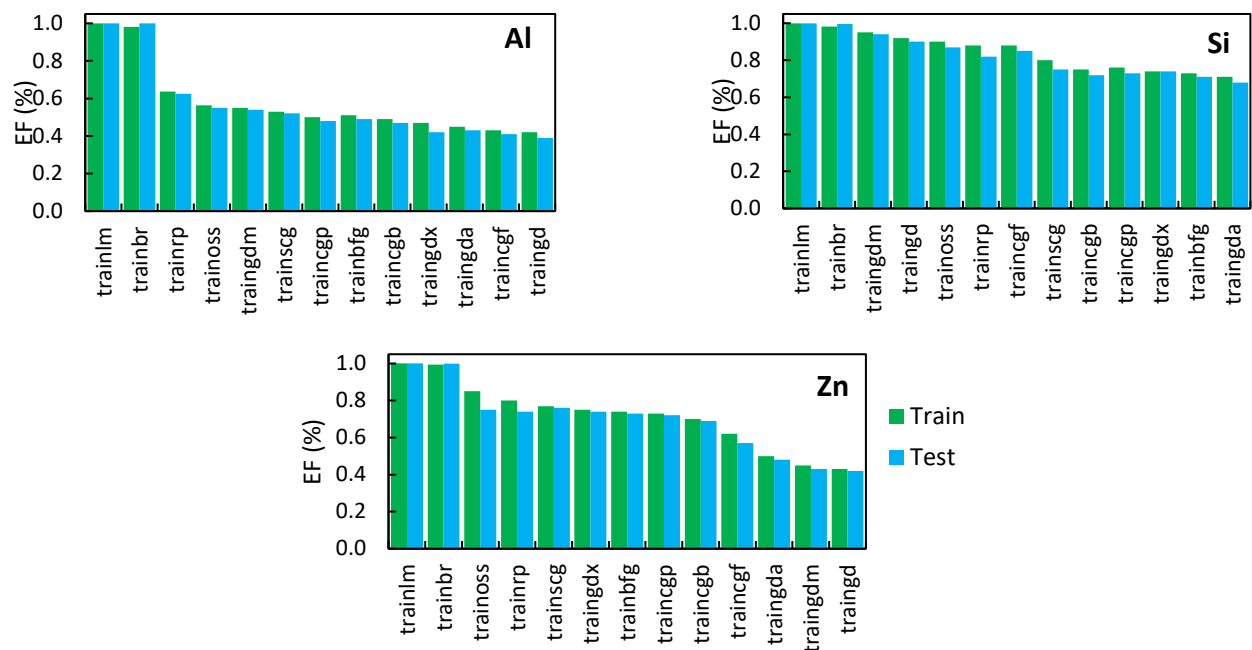 Al
EF (%)
1.0
0.8
0.6
0.4
0.2
0.0
trainlm
trainbr
trainrp
trainoss
traingdm
trainscg
traincgp
trainbfg
traincgb
traingdx
traingda
traincgf
traingd
Si
EF (%)
1.0
0.8
0.6
0.4
0.2
0.0
trainlm
trainbr
traingdm
traingd
trainoss
trainrp
traincgf
trainscg
traincgb
traincgp
traingdx
trainbfg
traingda
Zn
EF (%)
1.0
0.8
0.6
0.4
0.2
0.0
trainlm
trainbr
trainoss
trainrp
trainscg
traingdx
trainbfg
traincgp
traincgb
traincgf
traingda
traingdm
traingd
Train
Test